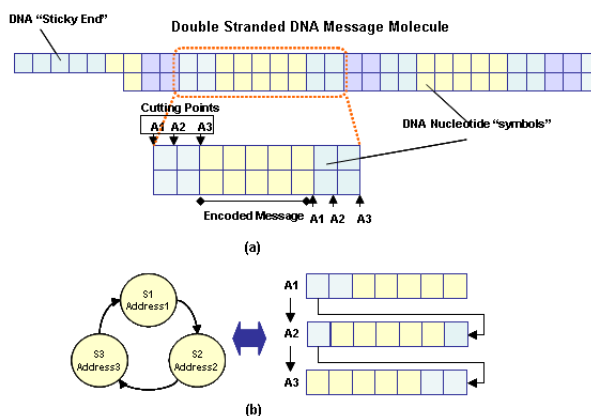 DNA "Sticky End"
Double Stranded DNA Message Molecule
Cutting Points
A1 A2 A3
DNA Nucleotide "symbols"
Encoded Message
A1 A2 A3
(a)
S1
Address1
S3
Address3
S2
Address2
A1
A2
A3
(b)